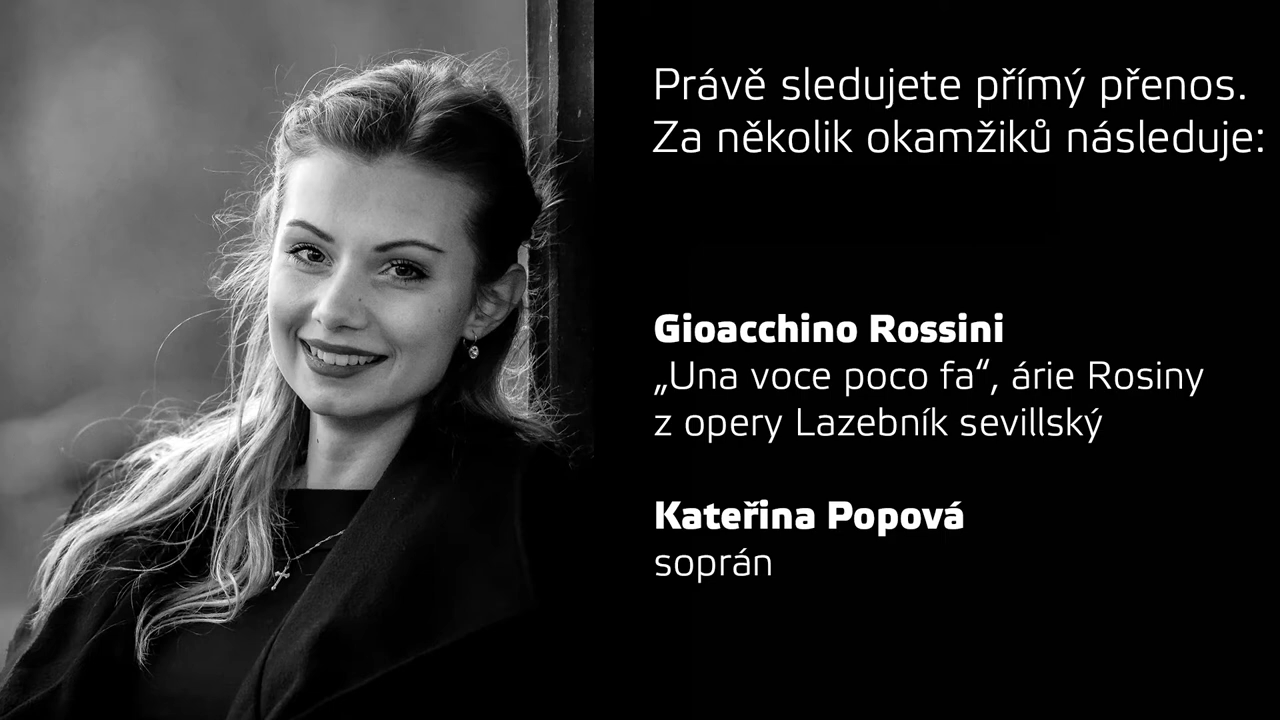 Právě sledujete přímý přenos.
Za několik okamžiků následuje:
Gioacchino Rossini
„Una voce poco fa“, árie Rosiny
z opery Lazebník sevillský
Kateřina Popová
soprán